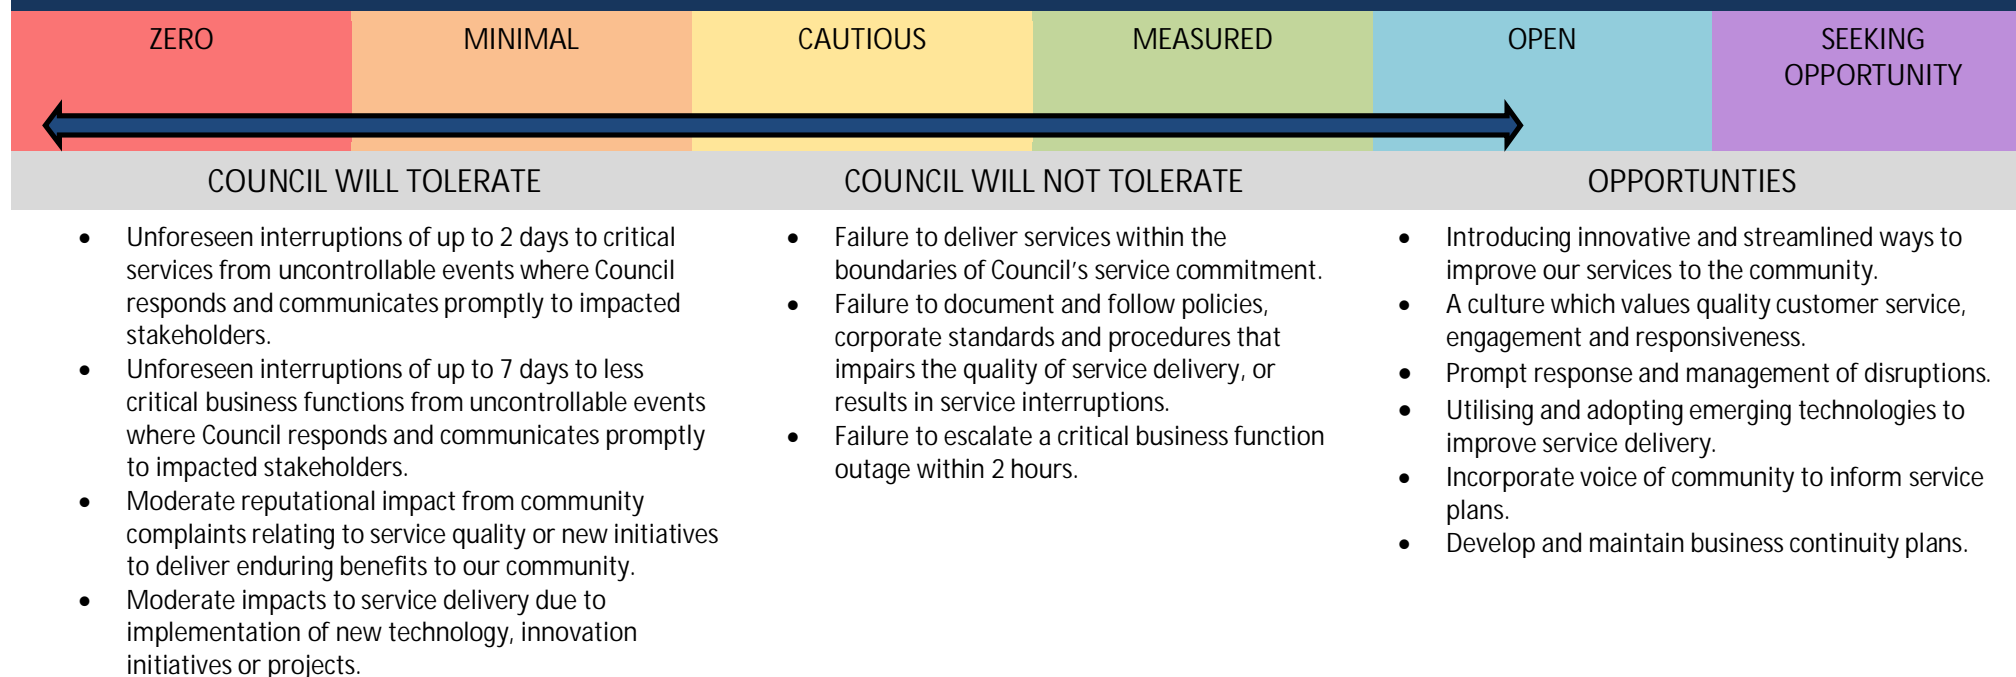 ZERO
MINIMAL
CAUTIOUS
MEASURED
OPEN
SEEKING
OPPORTUNITY
COUNCIL WILL TOLERATE
• Unforeseen interruptions of up to 2 days to critical
services from uncontrollable events where Council
responds and communicates promptly to impacted
stakeholders.
• Unforeseen interruptions of up to 7 days to less
critical business functions from uncontrollable events
where Council responds and communicates promptly
to impacted stakeholders.
• Moderate reputational impact from community
complaints relating to service quality or new initiatives
to deliver enduring benefits to our community.
• Moderate impacts to service delivery due to
implementation of new technology, innovation
initiatives or projects.
COUNCIL WILL NOT TOLERATE
• Failure to deliver services within the
boundaries of Council’s service commitment.
• Failure to document and follow policies,
corporate standards and procedures that
impairs the quality of service delivery, or
results in service interruptions.
• Failure to escalate a critical business function
outage within 2 hours.
OPPORTUNTIES
• Introducing innovative and streamlined ways to
improve our services to the community.
• A culture which values quality customer service,
engagement and responsiveness.
• Prompt response and management of disruptions.
• Utilising and adopting emerging technologies to
improve service delivery.
• Incorporate voice of community to inform service
plans.
• Develop and maintain business continuity plans.